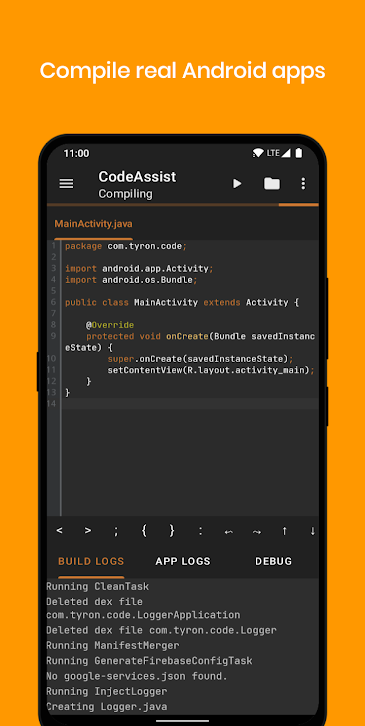 Compile real Android apps
11:00
LTE
CodeAssist
Compiling
MainActivity.java
1 package com.tyron.code;
2
3 import android.app.Activity;
4 import android.os.Bundle;
5
6 public class MainActivity extends Activity {
7
8 @Override
9 protected void onCreate(Bundle savedInstanc
eState) {
10 super.onCreate(savedInstanceState);
11 setContentView(R.layout.activity_main);
12 }
13 }
14
< > ; { } : ← → ↑ ↓
BUILD LOGS APP LOGS DEBUG
Running CleanTask
Deleted dex file
com.tyron.code.LoggerApplication
Deleted dex file com.tyron.code.Logger
Running ManifestMerger
Running GenerateFirebaseConfigTask
No google-services.json found.
Running InjectLogger
Creating Logger.java